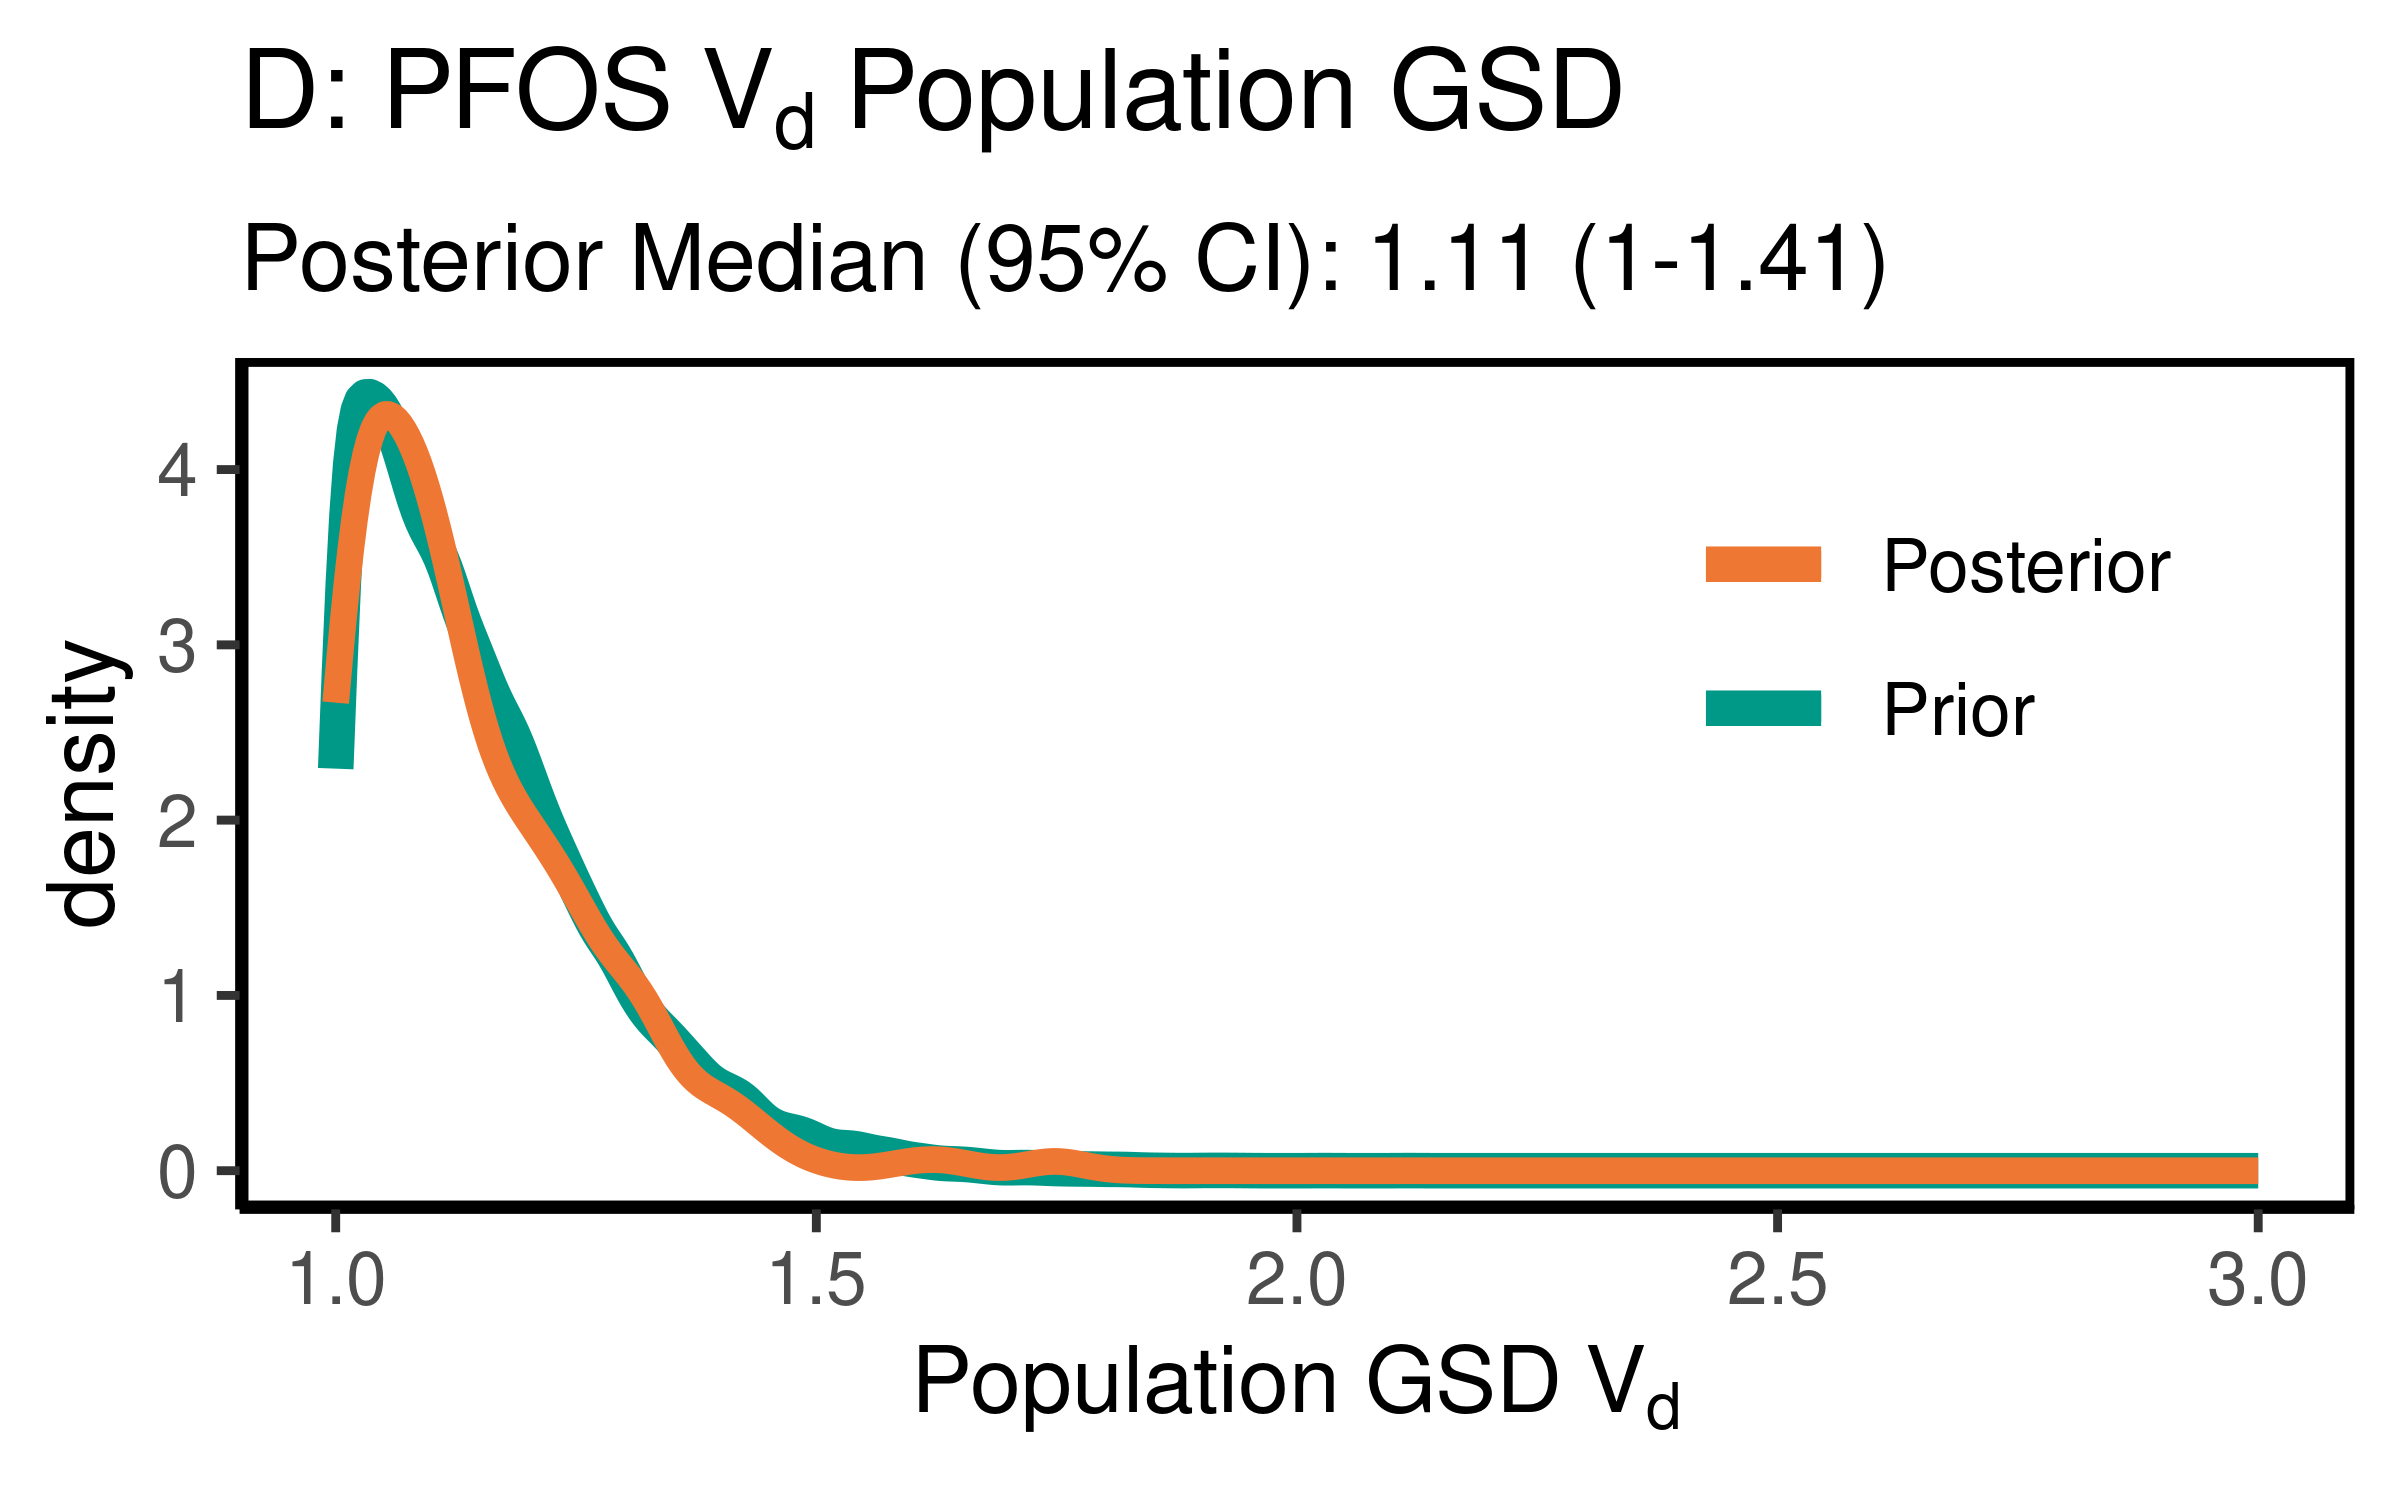 D: PFOS Vd Population GSD
Posterior Median (95% CI): 1.11 (1-1.41)
density
4
3
2
1
0
Posterior
Prior
1.0 1.5 2.0 2.5 3.0
Population GSD Vd